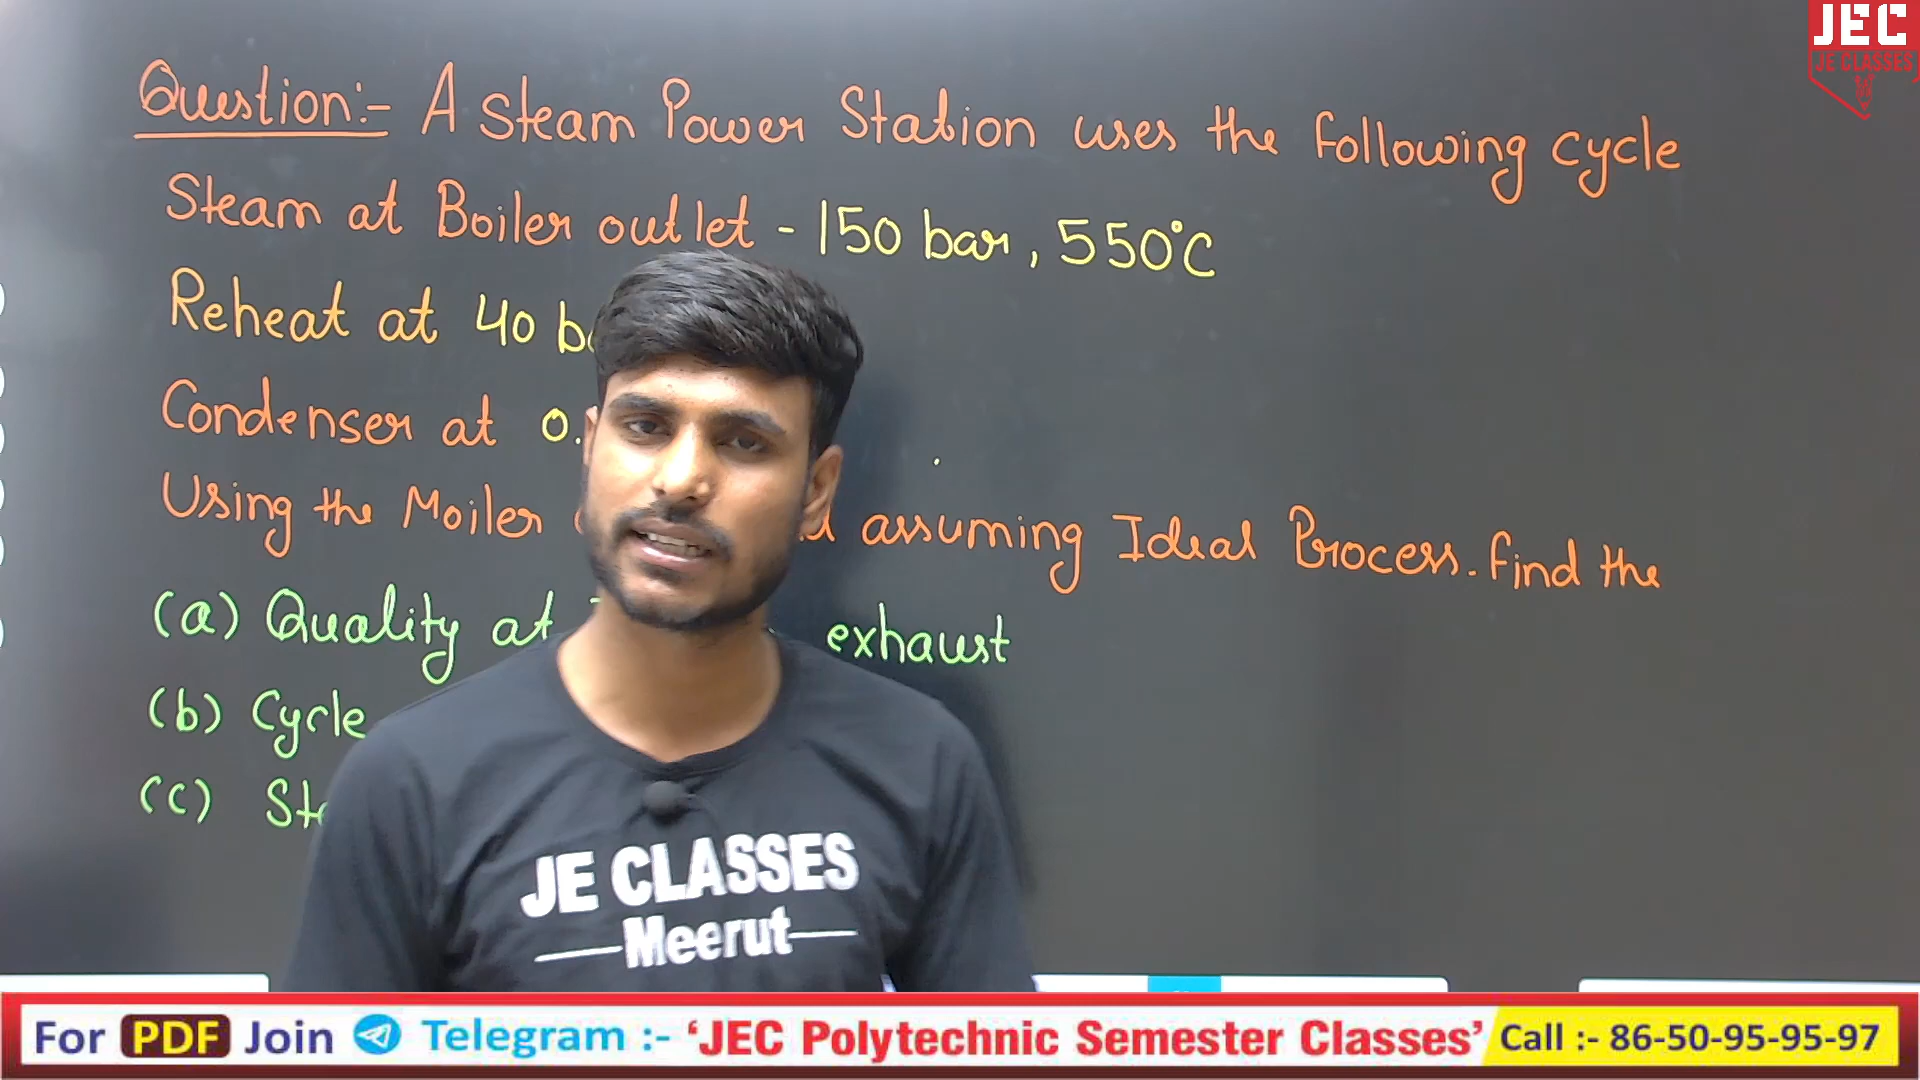 JEC
JE CLASSES
Question:- A Steam Power Station uses the following cycle
Steam at Boiler outlet - 150 bar, 550°C
Reheat at 40
Condenser at 0.
Using the Moiler assuming Ideal Process. find the
(a) Quality at exhaust
(b) Cycle
(c)
JE CLASSES
Meerut
For PDF Join Telegram :- 'JEC Polytechnic Semester Classes' Call :- 86-50-95-95-97